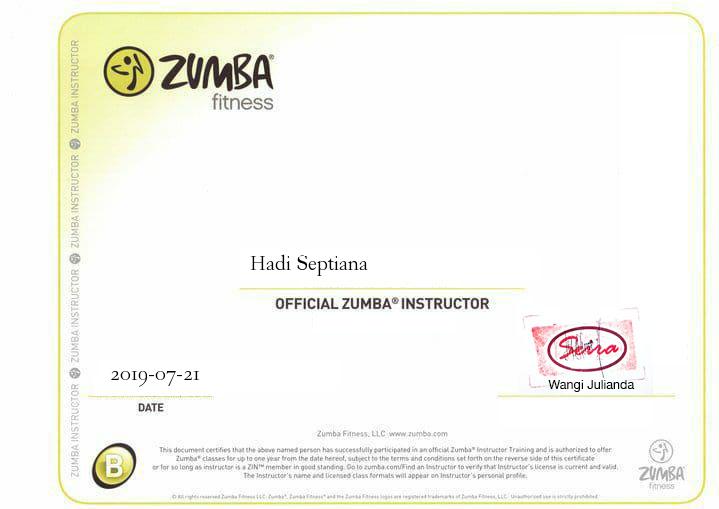 ZUMBA®
fitness
ZUMBA INSTRUCTOR ZUMBA INSTRUCTOR ZUMBA INSTRUCTOR ZUMBA INSTRUCTOR
Hadi Septiana
OFFICIAL ZUMBA® INSTRUCTOR
Serra
Wangi Julianda
2019-07-21
DATE
Zumba Fitness, LLC www.zumba.com
B
This document certifies that the above named person has successfully participated in an official Zumba® Instructor Training and is authorized to offer
Zumba® classes for up to one year from the date hereof, subject to the terms and conditions set forth on the reverse side of this certificate
or for so long as instructor is a ZIN™ member in good standing. Go to zumba.com/Find an Instructor to verify that Instructor's license is current and valid.
The Instructor's name and licensed class formats will appear on Instructor's personal profile.
ZUMBA
fitness
© All rights reserved Zumba Fitness LLC. Zumba®, Zumba Fitness® and the Zumba Fitness logos are registered trademarks of Zumba Fitness, LLC. Unauthorized use is strictly prohibited.